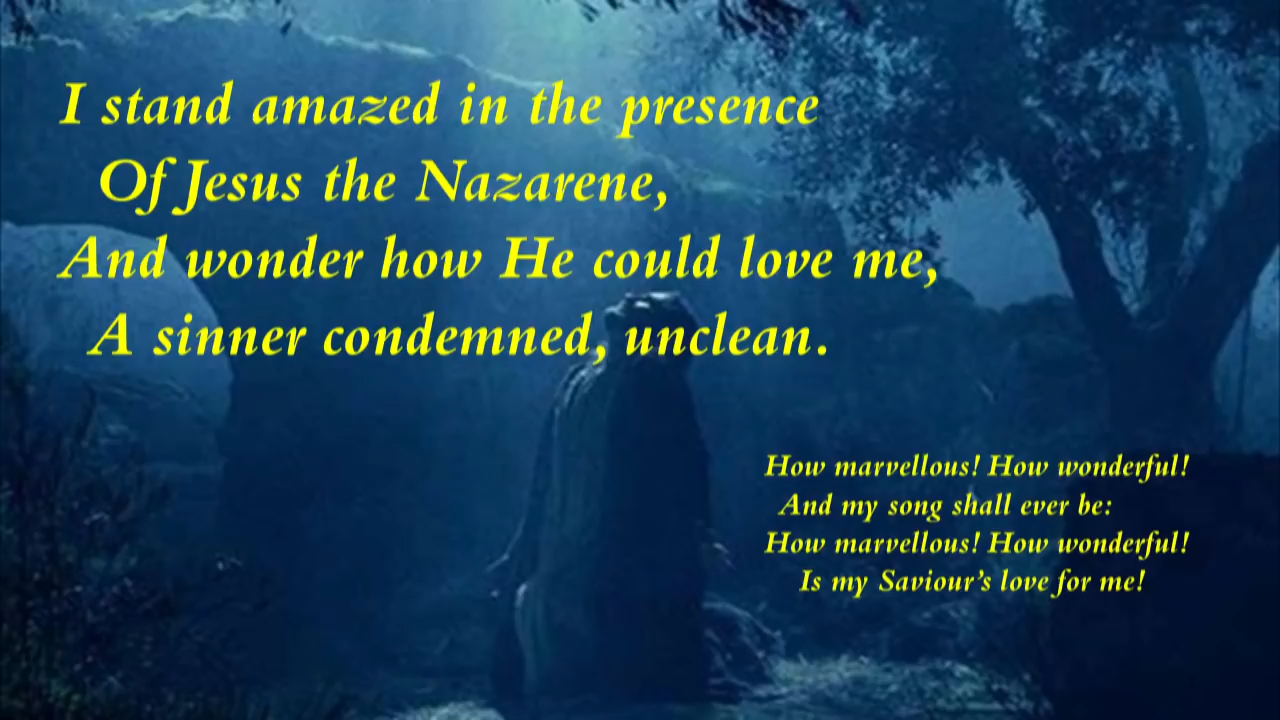 I stand amazed in the presence
Of Jesus the Nazarene,
And wonder how He could love me,
A sinner condemned, unclean.
How marvellous! How wonderful!
And my song shall ever be:
How marvellous! How wonderful!
Is my Saviour’s love for me!